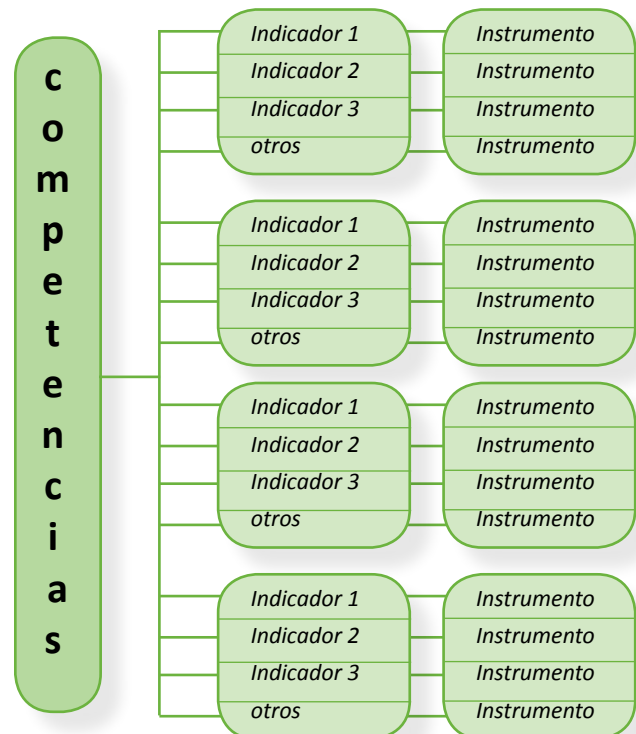 competencias
Indicador 1
Indicador 2
Indicador 3
otros
Instrumento
Instrumento
Instrumento
Instrumento
Indicador 1
Indicador 2
Indicador 3
otros
Instrumento
Instrumento
Instrumento
Instrumento
Indicador 1
Indicador 2
Indicador 3
otros
Instrumento
Instrumento
Instrumento
Instrumento
Indicador 1
Indicador 2
Indicador 3
otros
Instrumento
Instrumento
Instrumento
Instrumento